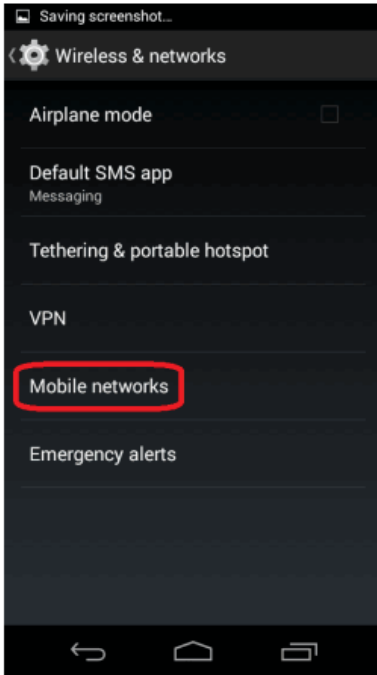 Saving screenshot...
Wireless & networks
Airplane mode
Default SMS app
Messaging
Tethering & portable hotspot
VPN
Mobile networks
Emergency alerts